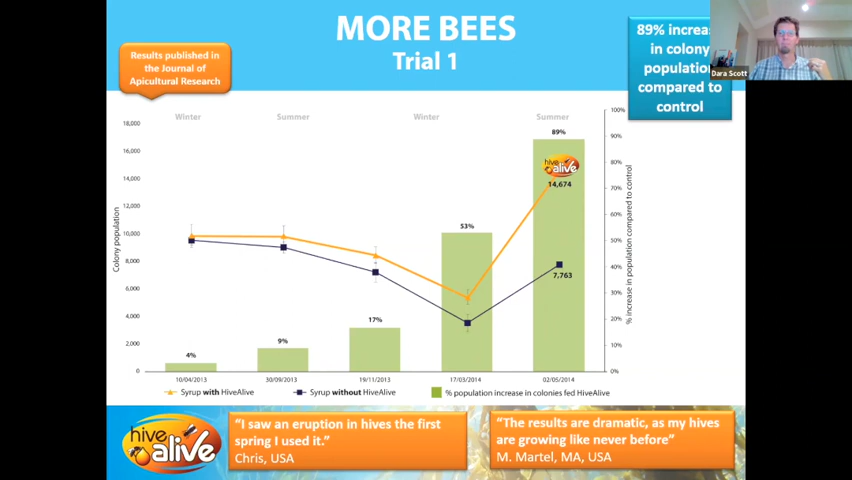 MORE BEES
Trial 1
Results published in
the Journal of
Apicultural Research
89% increa
in colony
population
compared to
control
Dara Scott
Winter
Summer
Winter
Summer
18,000
16,000
14,000
12,000
10,000
8,000
6,000
4,000
2,000
0
Colony population
100%
90%
80%
70%
60%
50%
40%
30%
20%
10%
0%
% increase in population compared to control
4%
9%
17%
53%
89%
hive
alive
14,674
7,763
10/04/2013
30/09/2013
19/11/2013
17/03/2014
02/05/2014
Syrup with HiveAlive
Syrup without HiveAlive
% population increase in colonies fed HiveAlive
hive
alive
“I saw an eruption in hives the first
spring I used it.”
Chris, USA
“The results are dramatic, as my hives
are growing like never before“
M. Martel, MA, USA